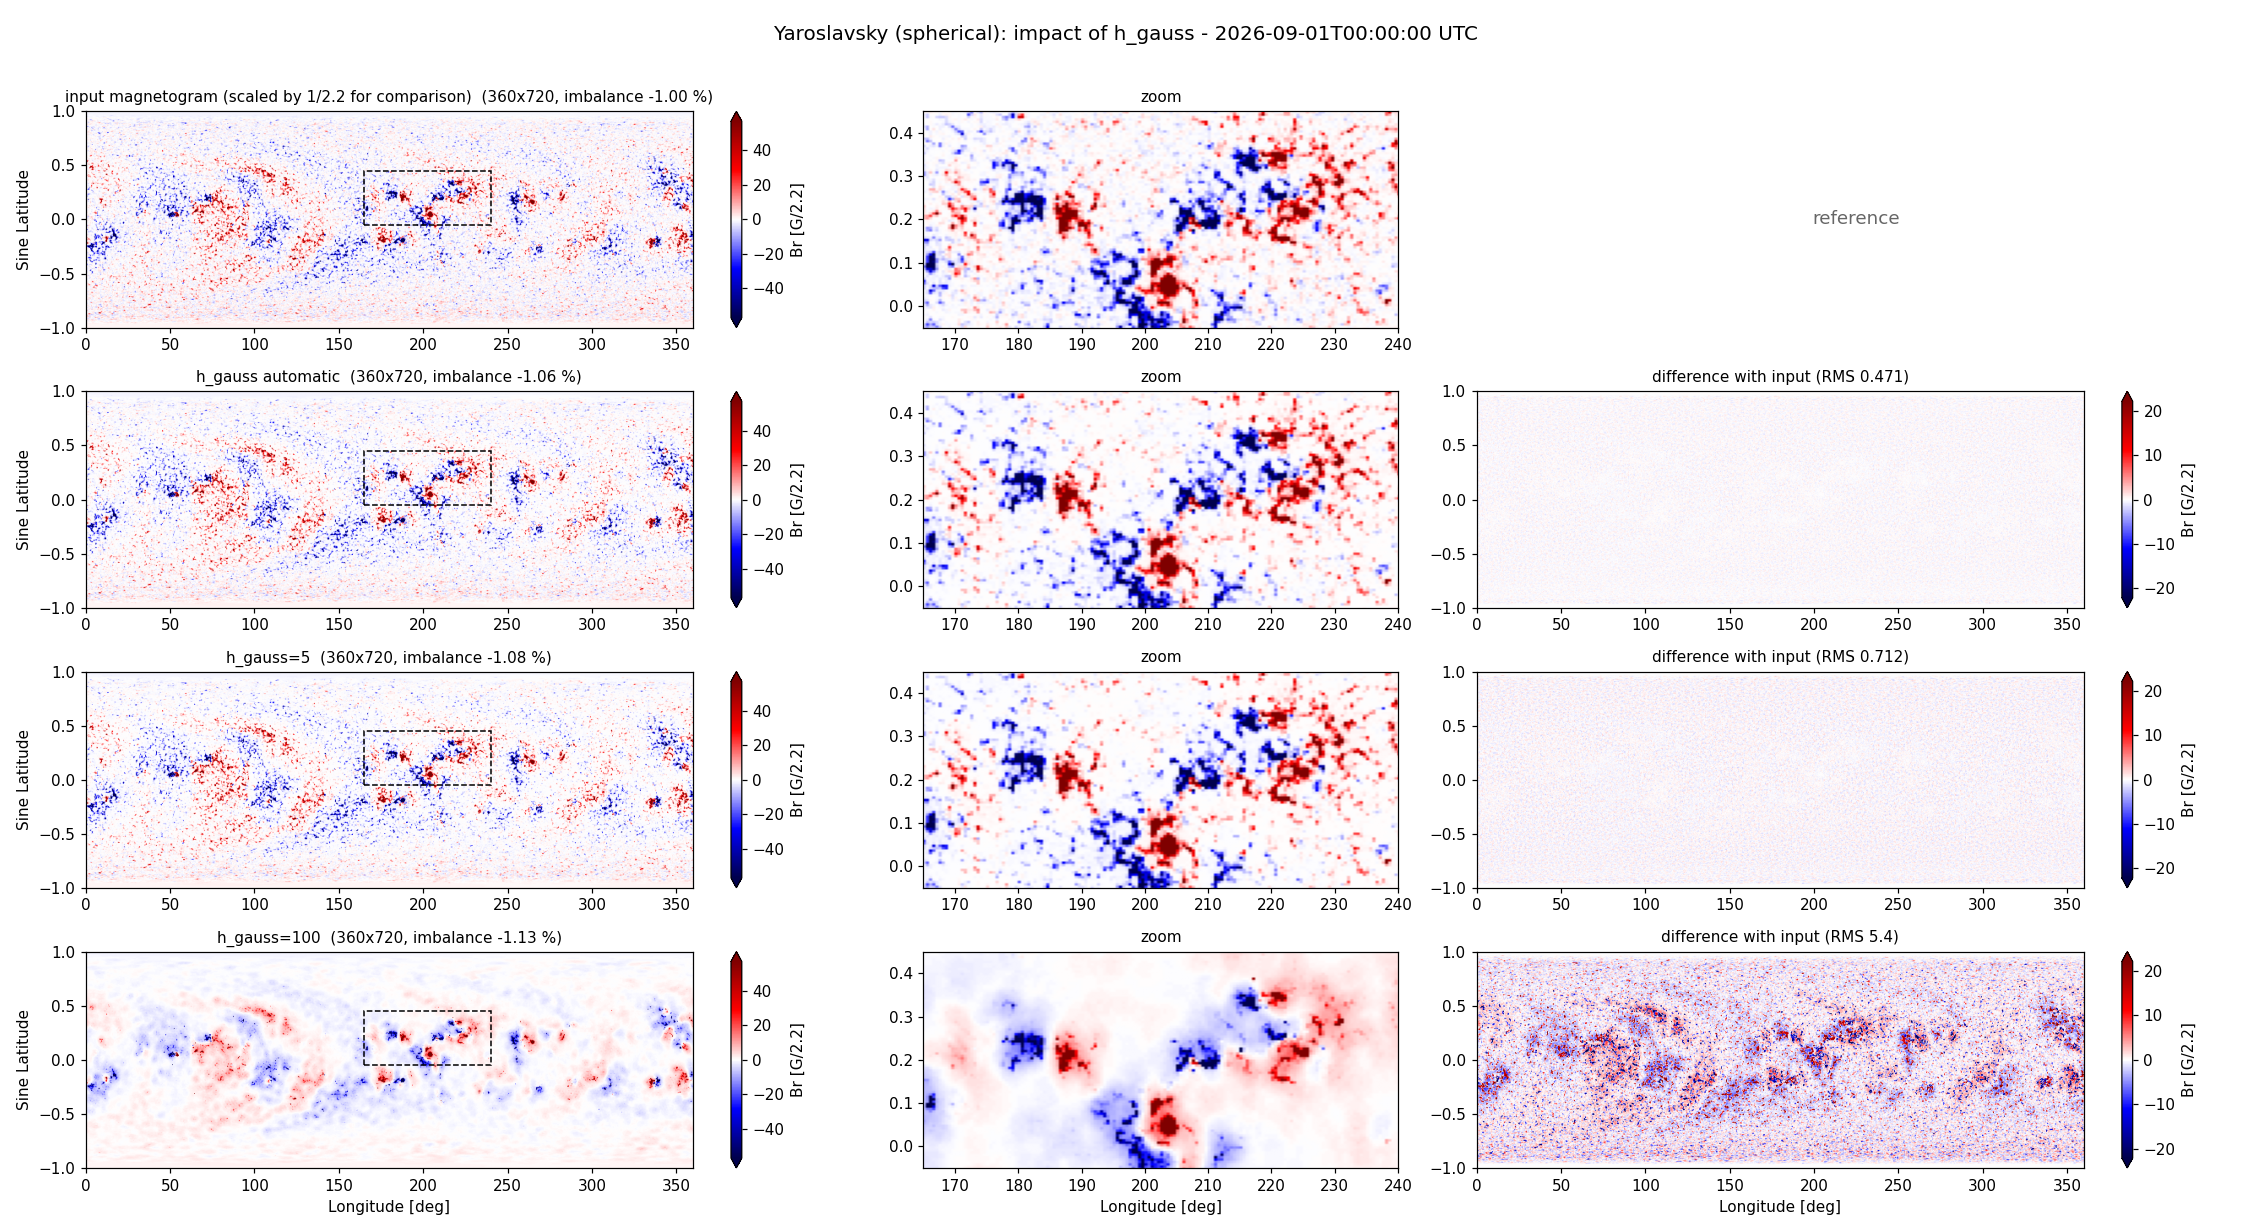 Yaroslavsky (spherical): impact of h_gauss - 2026-09-01T00:00:00 UTC
input magnetogram (scaled by 1/2.2 for comparison)  (360x720, imbalance -1.00 %)
zoom
1.0
0.5
0.0
−0.5
−1.0
Sine Latitude
0 50 100 150 200 250 300 350
40
20
0
−20
−40
Br [G/2.2]
0.4
0.3
0.2
0.1
0.0
170 180 190 200 210 220 230 240
reference
h_gauss automatic  (360x720, imbalance -1.06 %)
zoom
difference with input (RMS 0.471)
1.0
0.5
0.0
−0.5
−1.0
Sine Latitude
0 50 100 150 200 250 300 350
40
20
0
−20
−40
Br [G/2.2]
0.4
0.3
0.2
0.1
0.0
170 180 190 200 210 220 230 240
1.0
0.5
0.0
−0.5
−1.0
0 50 100 150 200 250 300 350
20
10
0
−10
−20
Br [G/2.2]
h_gauss=5  (360x720, imbalance -1.08 %)
zoom
difference with input (RMS 0.712)
1.0
0.5
0.0
−0.5
−1.0
Sine Latitude
0 50 100 150 200 250 300 350
40
20
0
−20
−40
Br [G/2.2]
0.4
0.3
0.2
0.1
0.0
170 180 190 200 210 220 230 240
1.0
0.5
0.0
−0.5
−1.0
0 50 100 150 200 250 300 350
20
10
0
−10
−20
Br [G/2.2]
h_gauss=100  (360x720, imbalance -1.13 %)
zoom
difference with input (RMS 5.4)
1.0
0.5
0.0
−0.5
−1.0
Sine Latitude
0 50 100 150 200 250 300 350
Longitude [deg]
40
20
0
−20
−40
Br [G/2.2]
0.4
0.3
0.2
0.1
0.0
170 180 190 200 210 220 230 240
Longitude [deg]
1.0
0.5
0.0
−0.5
−1.0
0 50 100 150 200 250 300 350
Longitude [deg]
20
10
0
−10
−20
Br [G/2.2]